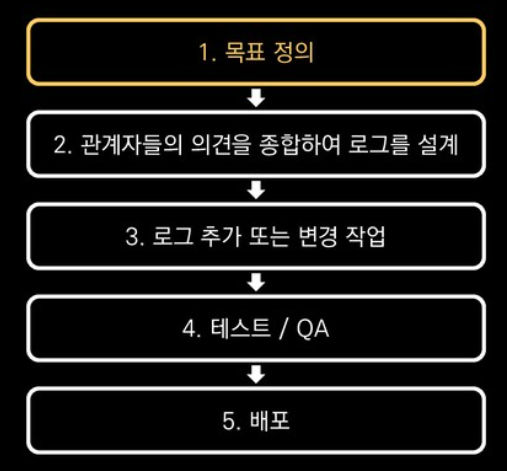 1. 목표 정의
2. 관계자들의 의견을 종합하여 로그를 설계
3. 로그 추가 또는 변경 작업
4. 테스트 / QA
5. 배포